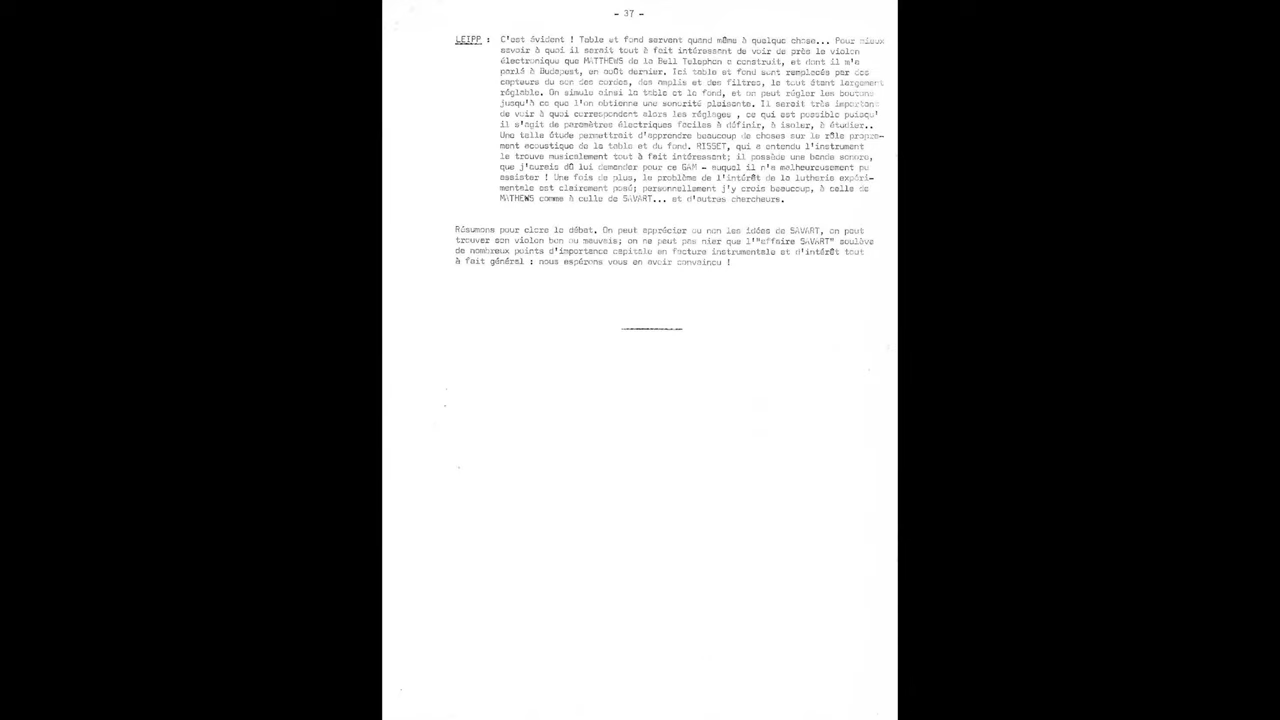 - 37 -
LEIPP : C'est évident ! Table et fond servent quand même à quelque chose... Pour mieux
savoir à quoi il serait tout à fait intéressant de voir de près le violon
électronique que MATTHEWS de la Bell Telephon a construit, et dont il m'a
parlé à Budapest, en août dernier. Ici table et fond sont remplacés par des
capteurs du son des cordes, des amplis et des filtres, le tout étant largement
réglable. On simule ainsi la table et le fond, et on peut régler les boutons
jusqu'à ce que l'on obtienne une sonorité plaisante. Il serait très important
de voir à quoi correspondent alors les réglages , ce qui est possible puisqu'
il s'agit de paramètres électriques faciles à définir, à isoler, à étudier..
Une telle étude permettrait d'apprendre beaucoup de choses sur le rôle propre-
ment acoustique de la table et du fond. RISSET, qui a entendu l'instrument
le trouve musicalement tout à fait intéressant; il possède une bande sonore,
que j'aurais dû lui demander pour ce GAM - auquel il n'a malheureusement pu
assister ! Une fois de plus, le problème de l'intérêt de la lutherie expéri-
mentale est clairement posé; personnellement j'y crois beaucoup, à celle de
MATHEWS comme à celle de SAVART... et d'autres chercheurs.
Résumons pour clore le débat. On peut apprécier ou non les idées de SAVART, on peut
trouver son violon bon ou mauvais; on ne peut pas nier que l'"affaire SAVART" soulève
de nombreux points d'importance capitale en facture instrumentale et d'intérêt tout
à fait général : nous espérons vous en avoir convaincu !